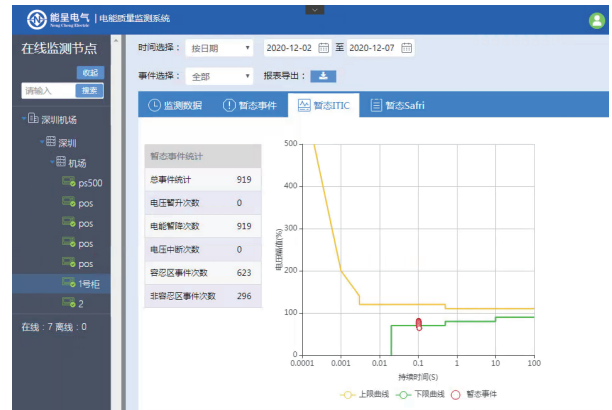 能呈电气 | 电能质量监测系统
Neng Cheng Electric
在线监测节点
收起
请输入 搜索
深圳机场
深圳
机场
ps500
pos
pos
pos
pos
1号柜
2
在线：7 离线：0
时间选择： 按日期 2020-12-02 至 2020-12-07
事件选择： 全部 报表导出：
监测数据 暂态事件 暂态ITIC 暂态Safri
暂态事件统计
总事件统计 919
电压暂升次数 0
电能暂降次数 919
电压中断次数 0
容忍区事件次数 623
非容忍区事件次数 296
电压幅值(%)
500
400
300
200
100
0
0.0001 0.001 0.01 0.1 1 10 100
持续时间(S)
上限曲线 下限曲线 暂态事件